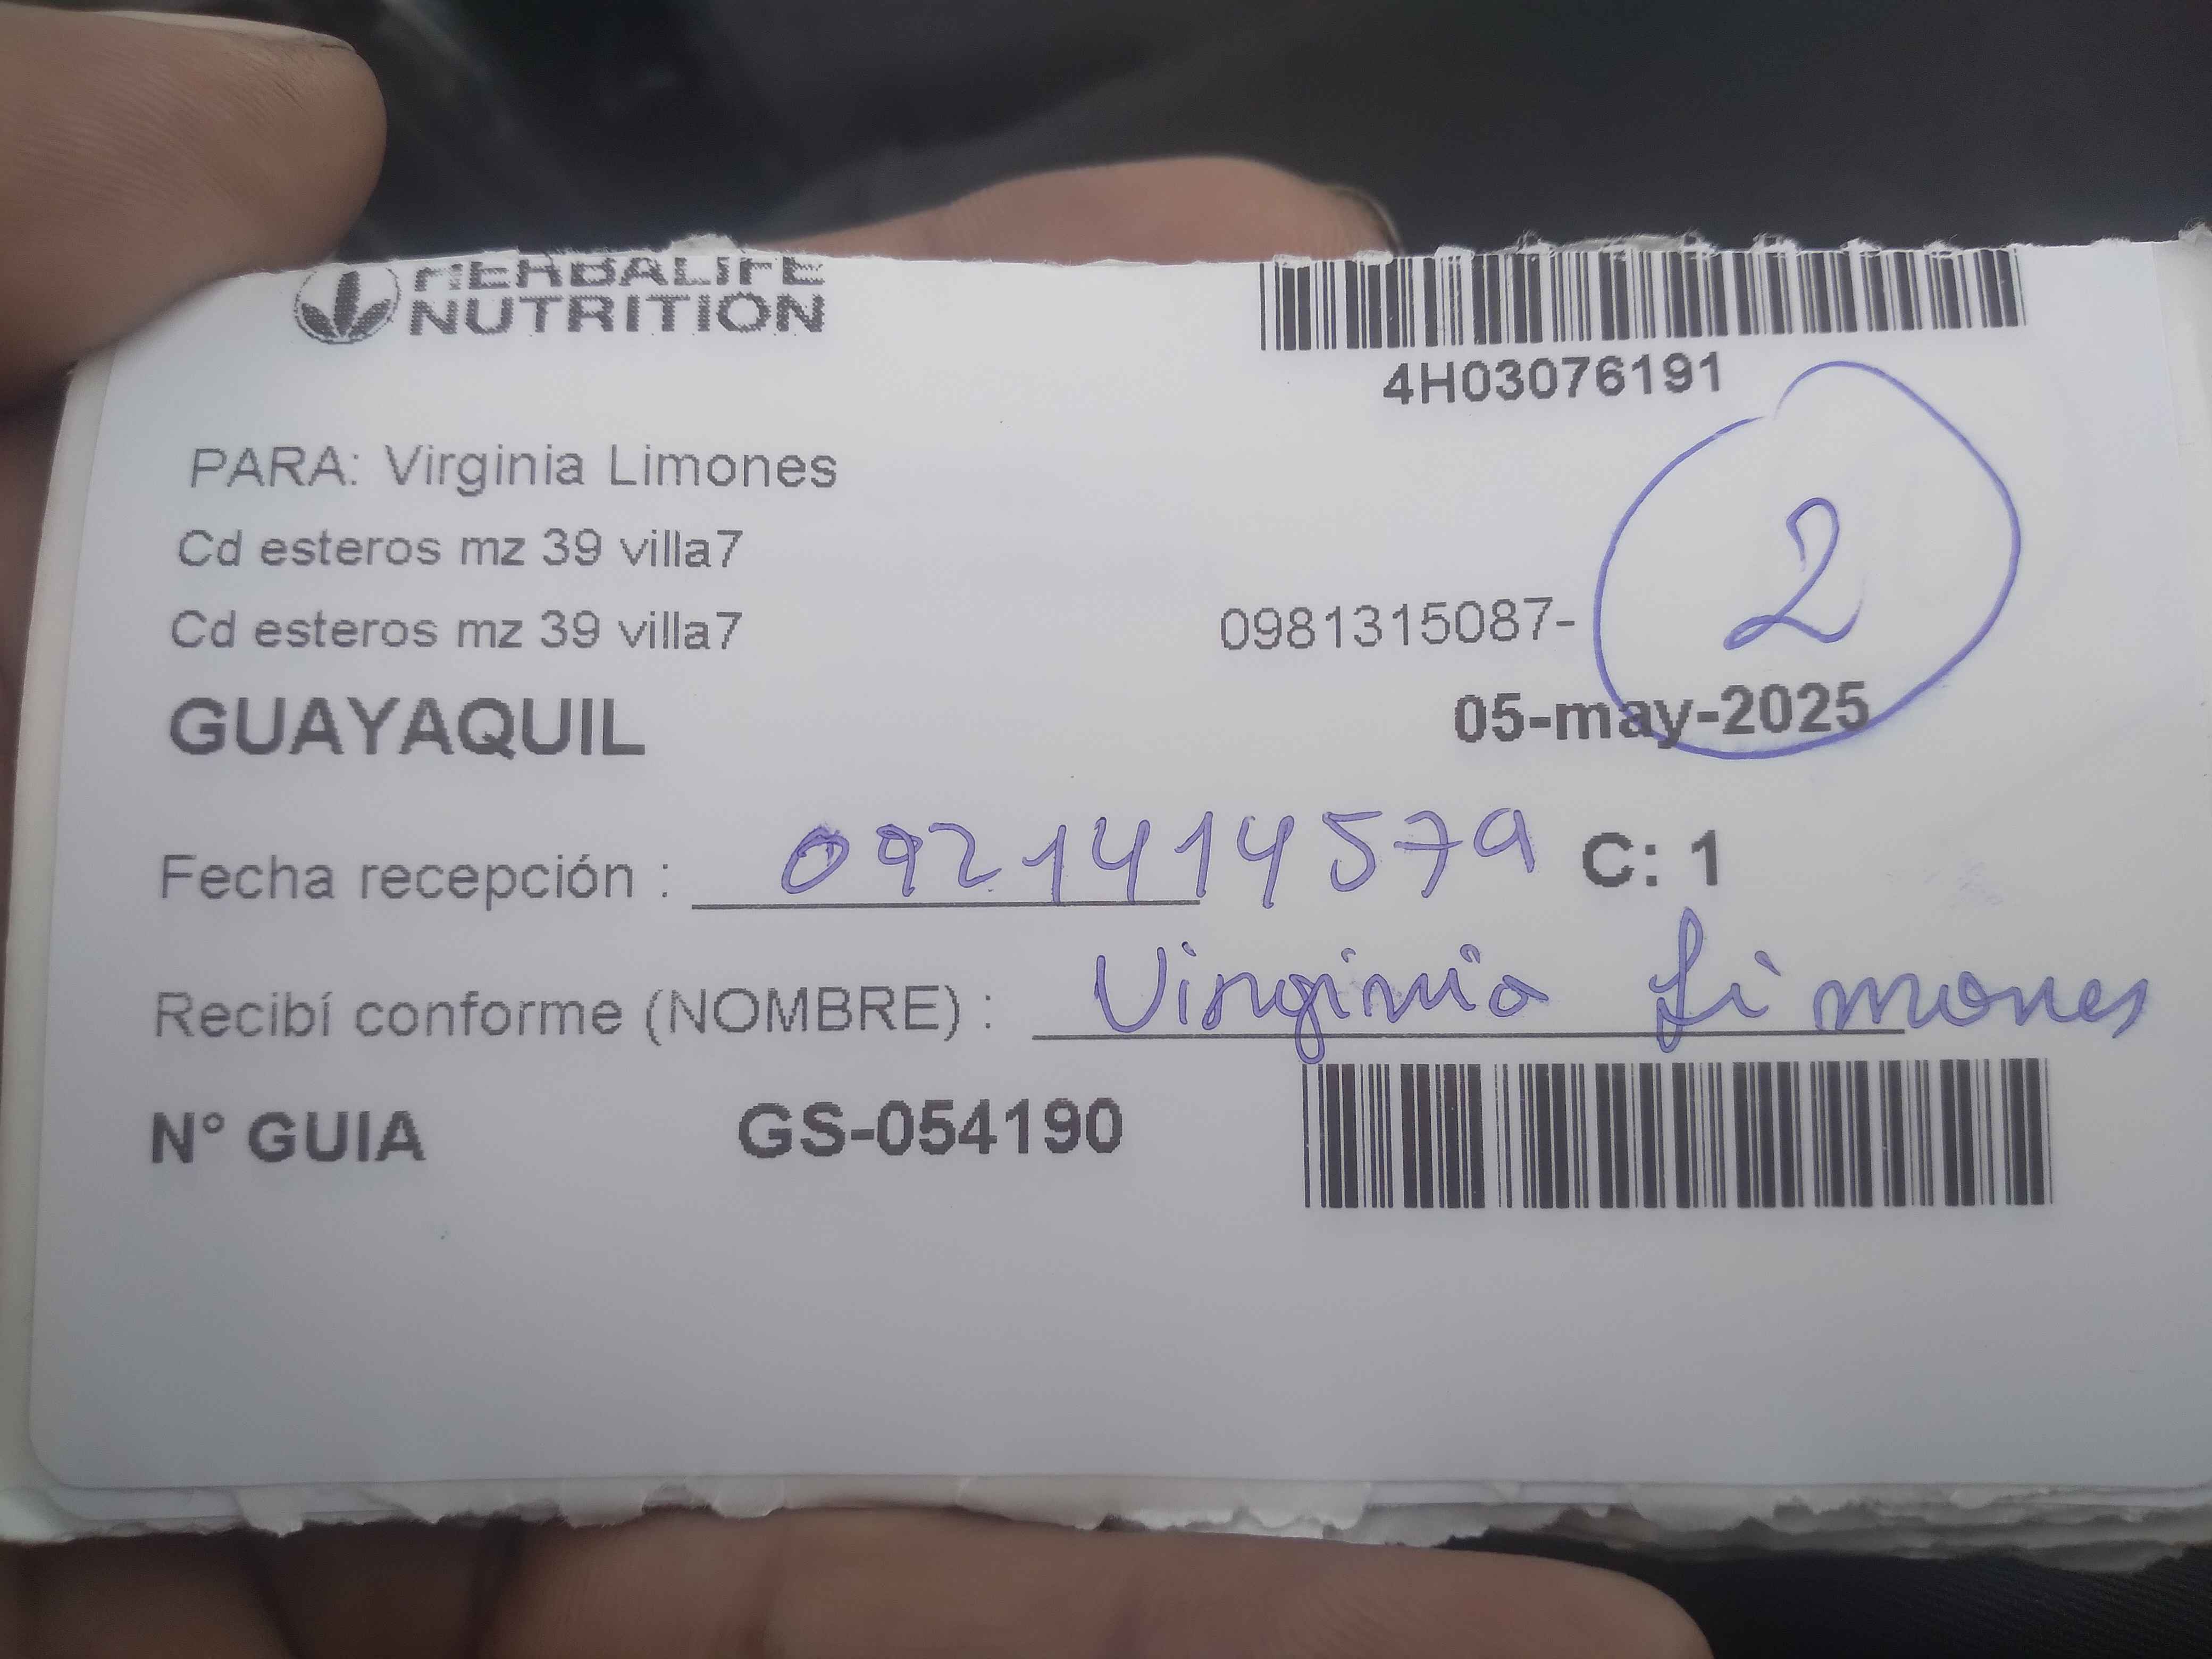 HERBALIFE
NUTRITION
4H03076191
PARA: Virginia Limones
Cd esteros mz 39 villa7
Cd esteros mz 39 villa7
0981315087-
2
GUAYAQUIL
05-may-2025
Fecha recepción : 0921414579 C: 1
Recibí conforme (NOMBRE) : Virginia Limones
N° GUIA GS-054190